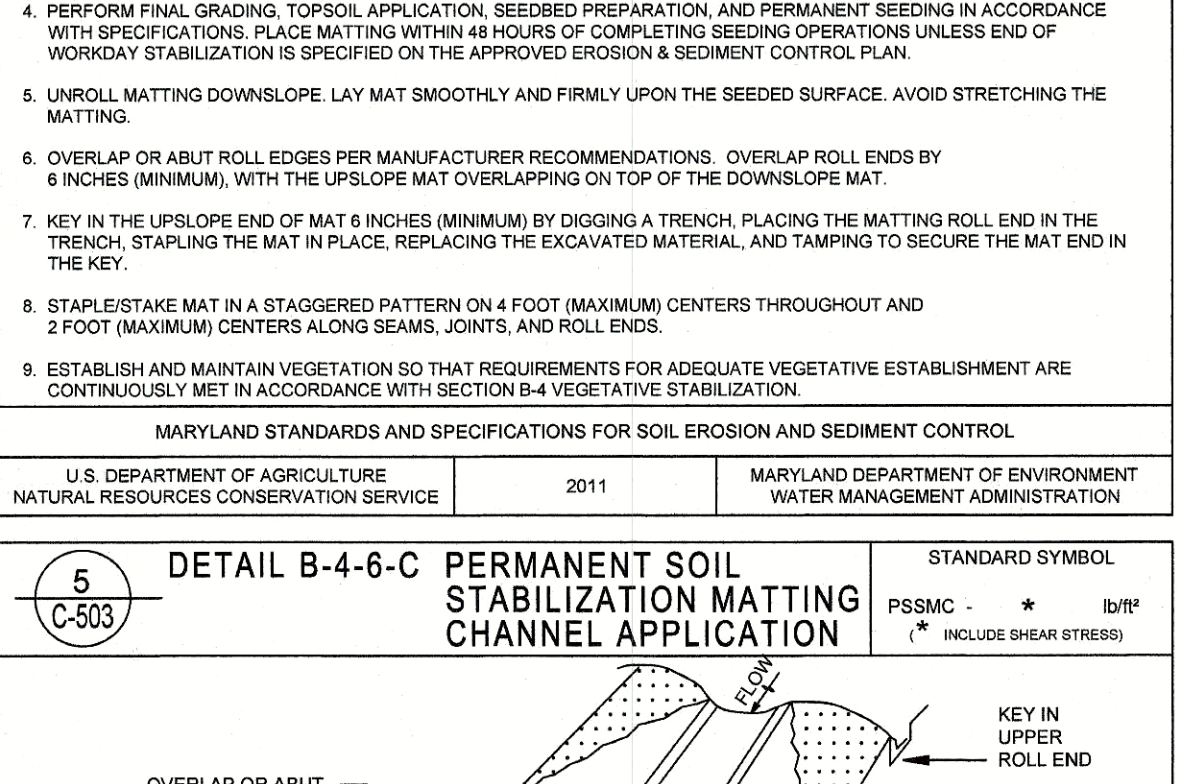 4. PERFORM FINAL GRADING, TOPSOIL APPLICATION, SEEDBED PREPARATION, AND PERMANENT SEEDING IN ACCORDANCE
WITH SPECIFICATIONS. PLACE MATTING WITHIN 48 HOURS OF COMPLETING SEEDING OPERATIONS UNLESS END OF
WORKDAY STABILIZATION IS SPECIFIED ON THE APPROVED EROSION & SEDIMENT CONTROL PLAN.
5. UNROLL MATTING DOWNSLOPE. LAY MAT SMOOTHLY AND FIRMLY UPON THE SEEDED SURFACE. AVOID STRETCHING THE
MATTING.
6. OVERLAP OR ABUT ROLL EDGES PER MANUFACTURER RECOMMENDATIONS. OVERLAP ROLL ENDS BY
6 INCHES (MINIMUM), WITH THE UPSLOPE MAT OVERLAPPING ON TOP OF THE DOWNSLOPE MAT.
7. KEY IN THE UPSLOPE END OF MAT 6 INCHES (MINIMUM) BY DIGGING A TRENCH, PLACING THE MATTING ROLL END IN THE
TRENCH, STAPLING THE MAT IN PLACE, REPLACING THE EXCAVATED MATERIAL, AND TAMPING TO SECURE THE MAT END IN
THE KEY.
8. STAPLE/STAKE MAT IN A STAGGERED PATTERN ON 4 FOOT (MAXIMUM) CENTERS THROUGHOUT AND
2 FOOT (MAXIMUM) CENTERS ALONG SEAMS, JOINTS, AND ROLL ENDS.
9. ESTABLISH AND MAINTAIN VEGETATION SO THAT REQUIREMENTS FOR ADEQUATE VEGETATIVE ESTABLISHMENT ARE
CONTINUOUSLY MET IN ACCORDANCE WITH SECTION B-4 VEGETATIVE STABILIZATION.
MARYLAND STANDARDS AND SPECIFICATIONS FOR SOIL EROSION AND SEDIMENT CONTROL
U.S. DEPARTMENT OF AGRICULTURE
NATURAL RESOURCES CONSERVATION SERVICE
2011
MARYLAND DEPARTMENT OF ENVIRONMENT
WATER MANAGEMENT ADMINISTRATION
5
C-503
DETAIL B-4-6-C PERMANENT SOIL
STABILIZATION MATTING
CHANNEL APPLICATION
STANDARD SYMBOL
PSSMC - * lb/ft²
(* INCLUDE SHEAR STRESS)
FLOW
KEY IN
UPPER
ROLL END
OVERLAP OR ABUT